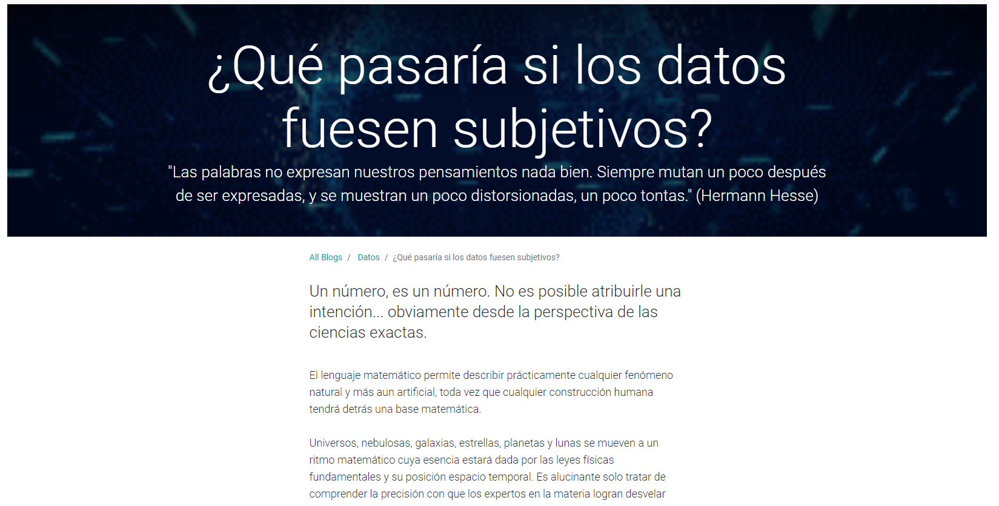 ¿Qué pasaría si los datos
fuesen subjetivos?
"Las palabras no expresan nuestros pensamientos nada bien. Siempre mutan un poco después
de ser expresadas, y se muestran un poco distorsionadas, un poco tontas." (Hermann Hesse)
All Blogs / Datos / ¿Qué pasaría si los datos fuesen subjetivos?
Un número, es un número. No es posible atribuirle una
intención... obviamente desde la perspectiva de las
ciencias exactas.
El lenguaje matemático permite describir prácticamente cualquier fenómeno
natural y más aun artificial, toda vez que cualquier construcción humana
tendrá detrás una base matemática.
Universos, nebulosas, galaxias, estrellas, planetas y lunas se mueven a un
ritmo matemático cuya esencia estará dada por las leyes físicas
fundamentales y su posición espacio temporal. Es alucinante solo tratar de
comprender la precisión con que los expertos en la materia logran desvelar